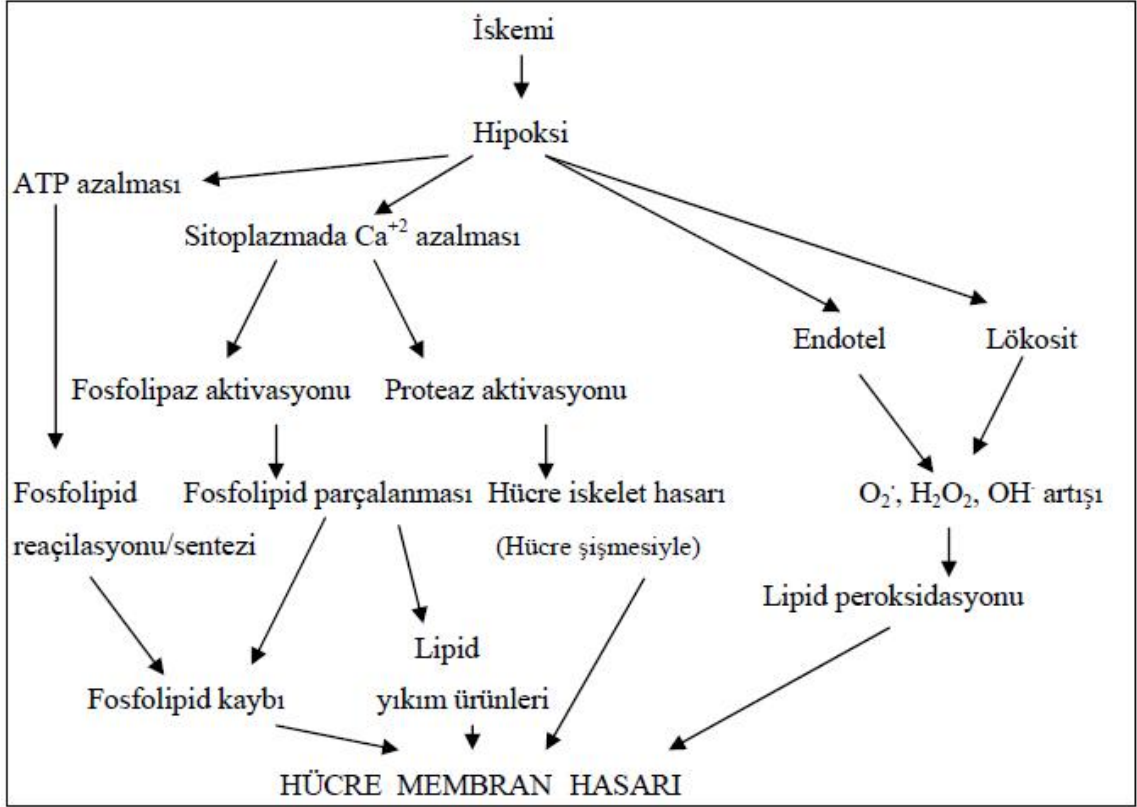 İskemi
Hipoksi
ATP azalması
Sitoplazmada Ca⁺² azalması
Endotel
Lökosit
Fosfolipaz aktivasyonu
Proteaz aktivasyonu
Fosfolipid
reaçilasyonu/sentezi
Fosfolipid parçalanması
Hücre iskelet hasarı
(Hücre şişmesiyle)
O₂⁻, H₂O₂, OH⁻ artışı
Lipid peroksidasyonu
Lipid
yıkım ürünleri
Fosfolipid kaybı
HÜCRE MEMBRAN HASARI